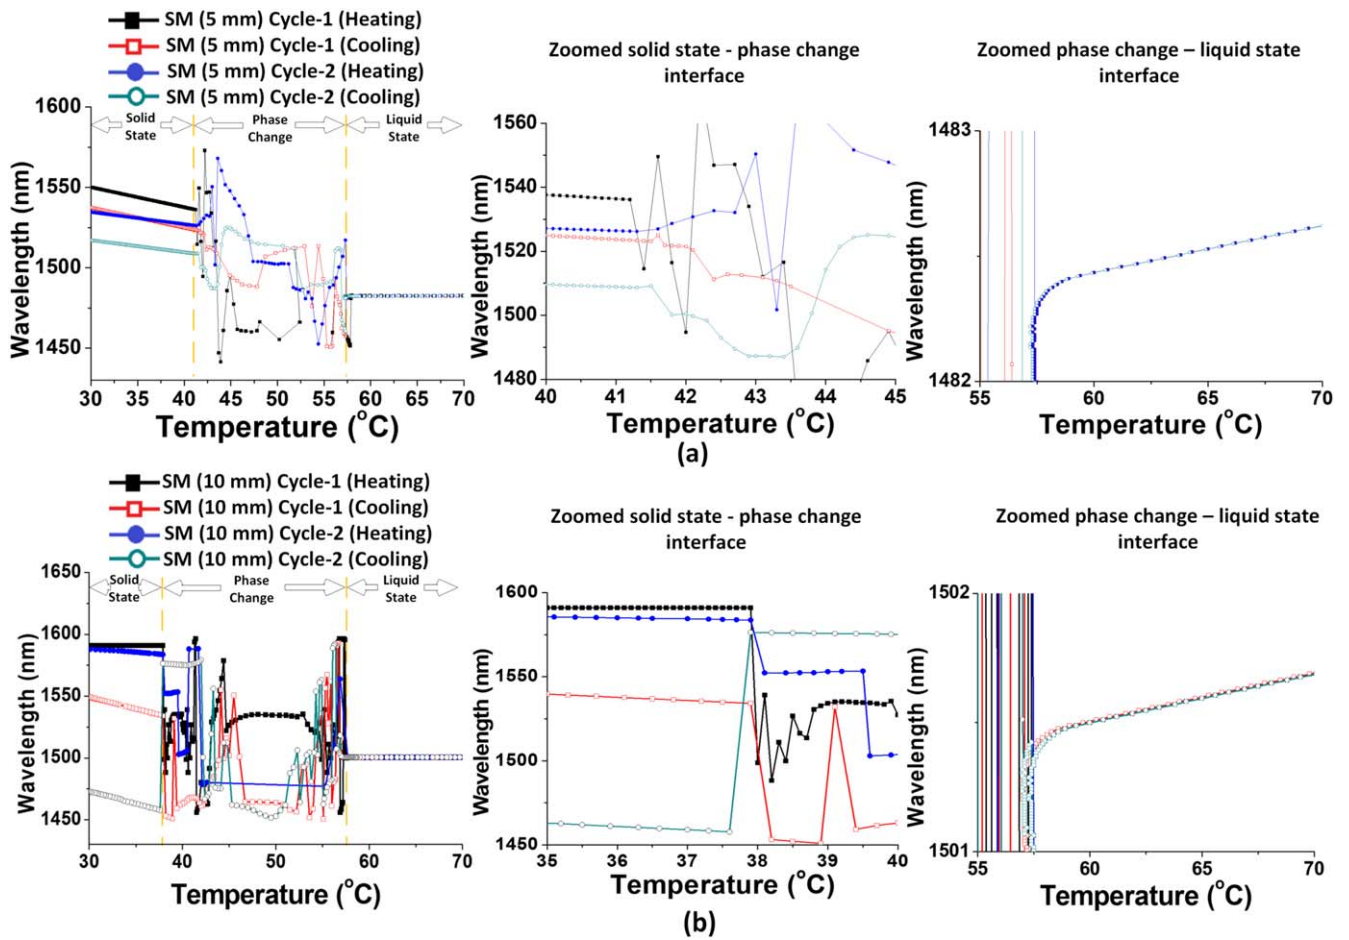 SM (5 mm) Cycle-1 (Heating)
SM (5 mm) Cycle-1 (Cooling)
SM (5 mm) Cycle-2 (Heating)
SM (5 mm) Cycle-2 (Cooling)
Solid
State
Phase
Change
Liquid
State
Wavelength (nm)
1600
1550
1500
1450
30 35 40 45 50 55 60 65 70
Temperature (°C)
Zoomed solid state - phase change
interface
Wavelength (nm)
1560
1540
1520
1500
1480
40 41 42 43 44 45
Temperature (°C)
Zoomed phase change – liquid state
interface
Wavelength (nm)
1483
1482
55 60 65 70
Temperature (°C)
(a)
SM (10 mm) Cycle-1 (Heating)
SM (10 mm) Cycle-1 (Cooling)
SM (10 mm) Cycle-2 (Heating)
SM (10 mm) Cycle-2 (Cooling)
Solid
State
Phase
Change
Liquid
State
Wavelength (nm)
1650
1600
1550
1500
1450
30 40 50 60 70
Temperature (°C)
Zoomed solid state - phase change
interface
Wavelength (nm)
1600
1550
1500
1450
35 36 37 38 39 40
Temperature (°C)
Zoomed phase change – liquid state
interface
Wavelength (nm)
1502
1501
55 60 65 70
Temperature (°C)
(b)